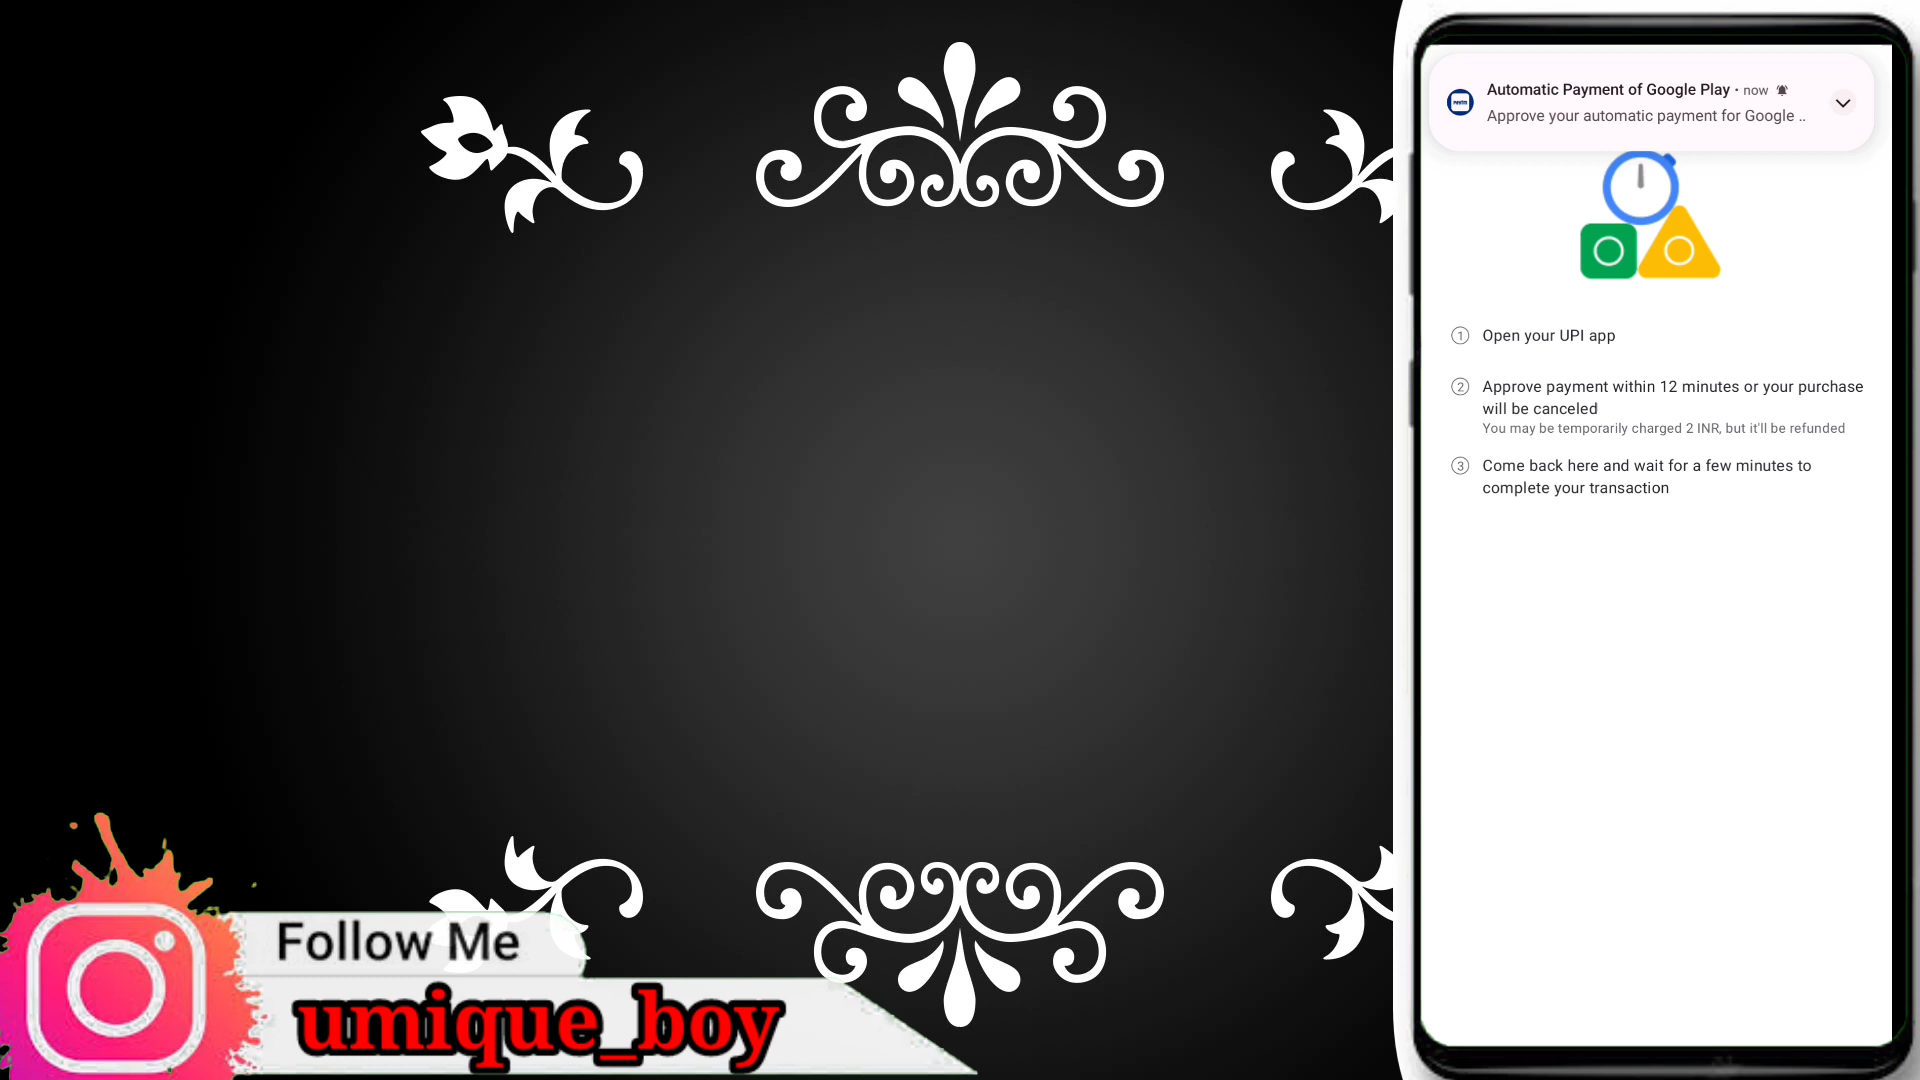 Automatic Payment of Google Play • now
Approve your automatic payment for Google ..
1 Open your UPI app
2 Approve payment within 12 minutes or your purchase
will be canceled
You may be temporarily charged 2 INR, but it'll be refunded
3 Come back here and wait for a few minutes to
complete your transaction
Follow Me
umique_boy